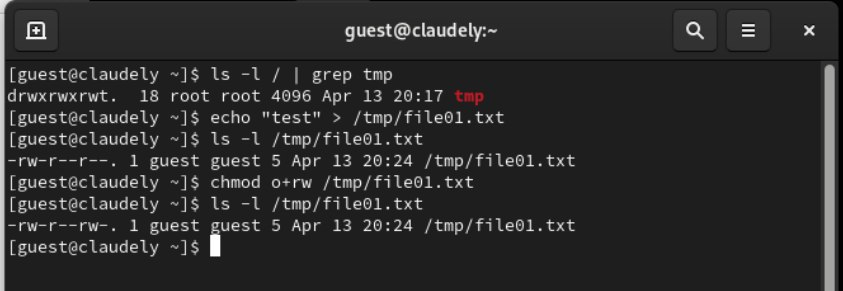 guest@claudely:~
[guest@claudely ~]$ ls -l / | grep tmp
drwxrwxrwt.  18 root root 4096 Apr 13 20:17 tmp
[guest@claudely ~]$ echo "test" > /tmp/file01.txt
[guest@claudely ~]$ ls -l /tmp/file01.txt
-rw-r--r--. 1 guest guest 5 Apr 13 20:24 /tmp/file01.txt
[guest@claudely ~]$ chmod o+rw /tmp/file01.txt
[guest@claudely ~]$ ls -l /tmp/file01.txt
-rw-r--rw-. 1 guest guest 5 Apr 13 20:24 /tmp/file01.txt
[guest@claudely ~]$